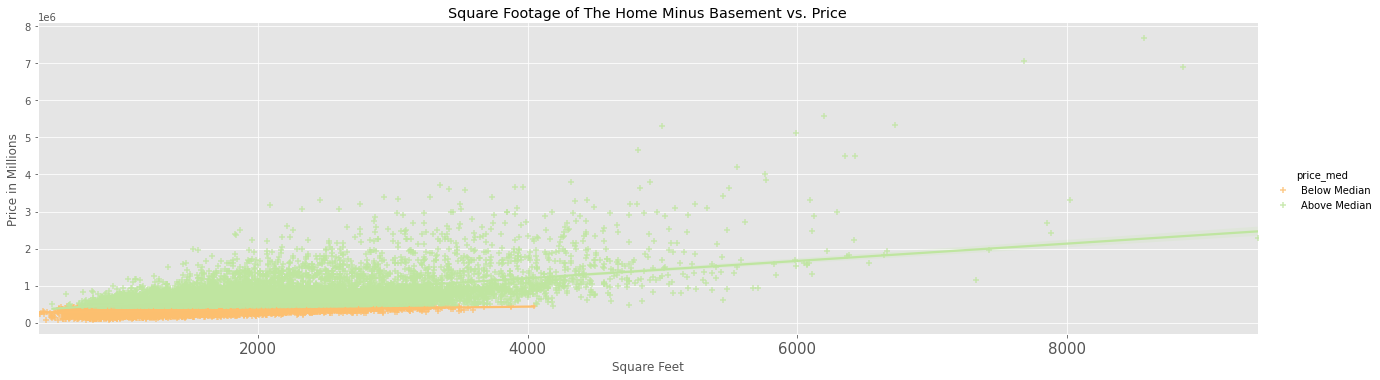 Square Footage of The Home Minus Basement vs. Price
1e6
8
7
6
5
4
3
2
1
0
Price in Millions
2000 4000 6000 8000
Square Feet
price_med
Below Median
Above Median